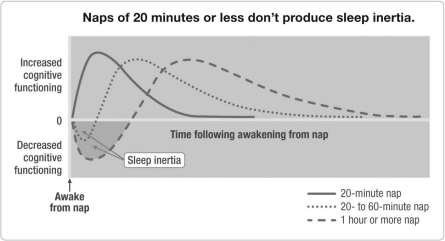 Naps of 20 minutes or less don't produce sleep inertia.
Increased
cognitive
functioning
0
Time following awakening from nap
Decreased
cognitive
functioning
Sleep inertia
Awake
from nap
20-minute nap
20- to 60-minute nap
1 hour or more nap